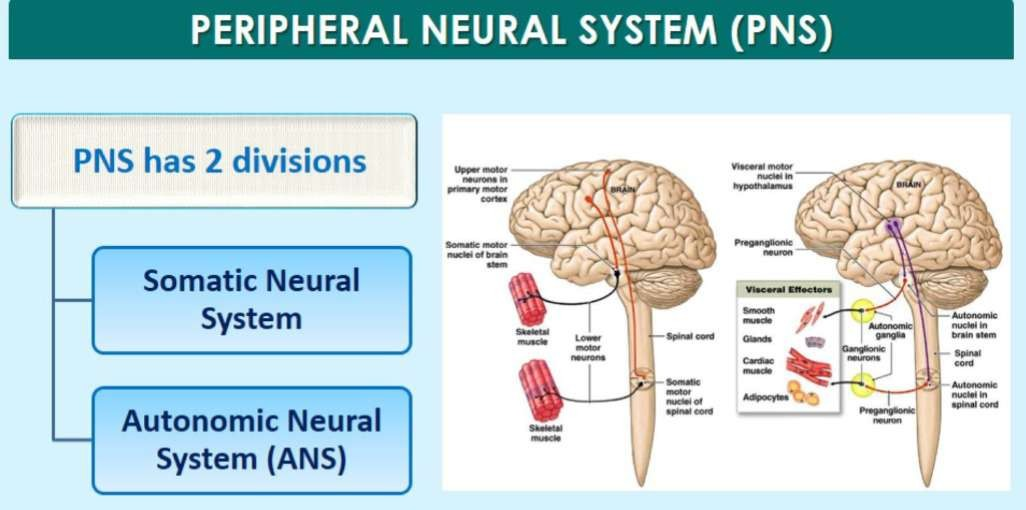 PERIPHERAL NEURAL SYSTEM (PNS)
PNS has 2 divisions
Somatic Neural
System
Autonomic Neural
System (ANS)
Upper motor
neurons in
primary motor
cortex
BRAIN
Somatic motor
nuclei of brain
stem
Skeletal
muscle
Lower
motor
neurons
Spinal cord
Somatic
motor
nuclei of
spinal cord
Skeletal
muscle
Visceral motor
nuclei in
hypothalamus
BRAIN
Preganglionic
neuron
Visceral Effectors
Smooth
muscle
Glands
Cardiac
muscle
Adipocytes
Autonomic
ganglia
Ganglionic
neurons
Preganglionic
neuron
Autonomic
nuclei in
brain stem
Spinal
cord
Autonomic
nuclei in
spinal cord